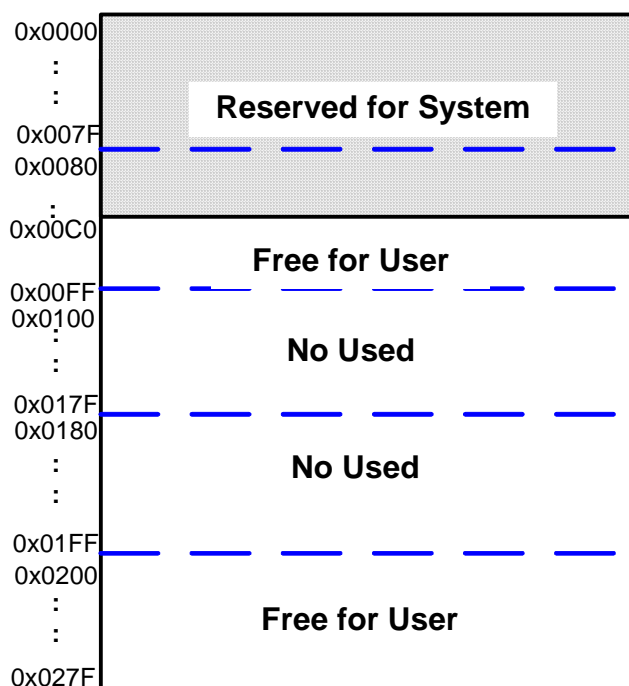 0x0000
:
:
Reserved for System
0x007F
0x0080
:
0x00C0
Free for User
0x00FF
0x0100
:
:
No Used
0x017F
0x0180
:
:
No Used
0x01FF
0x0200
:
:
Free for User
0x027F